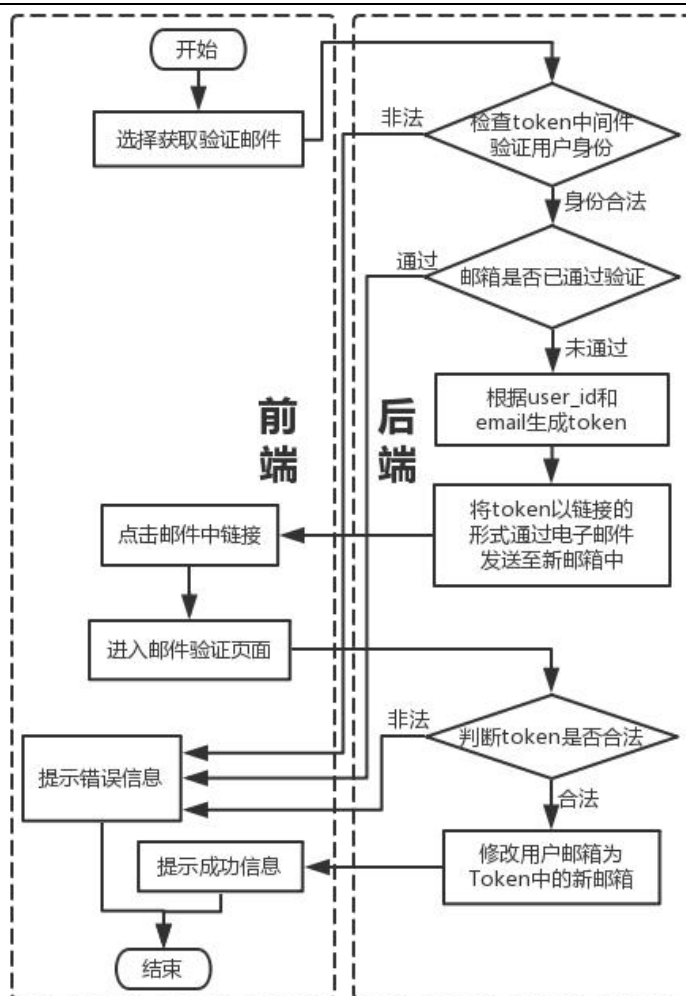 开始
选择获取验证邮件
检查token中间件
验证用户身份
非法
身份合法
邮箱是否已通过验证
通过
未通过
根据user_id和
email生成token
前端
后端
将token以链接的
形式通过电子邮件
发送至新邮箱中
点击邮件中链接
进入邮件验证页面
判断token是否合法
非法
合法
提示错误信息
修改用户邮箱为
Token中的新邮箱
提示成功信息
结束